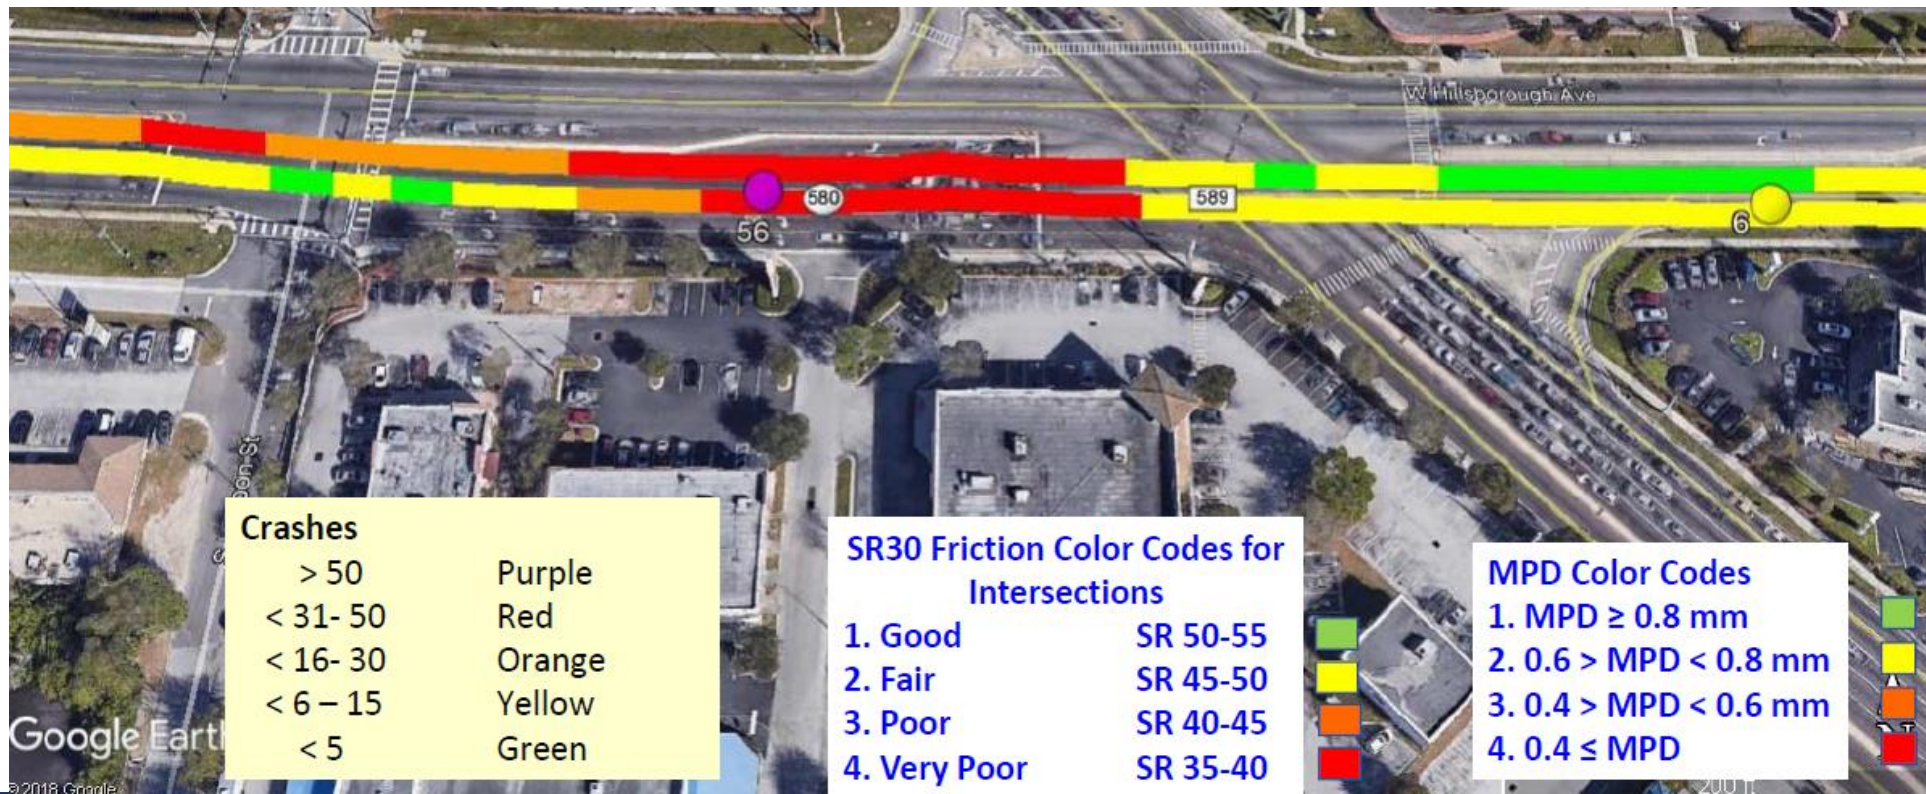 W Hillsborough Ave
580
589
56
6
Crashes
> 50 Purple
< 31- 50 Red
< 16- 30 Orange
< 6 – 15 Yellow
< 5 Green
SR30 Friction Color Codes for
Intersections
1. Good SR 50-55
2. Fair SR 45-50
3. Poor SR 40-45
4. Very Poor SR 35-40
MPD Color Codes
1. MPD ≥ 0.8 mm
2. 0.6 > MPD < 0.8 mm
3. 0.4 > MPD < 0.6 mm
4. 0.4 ≤ MPD
Google Earth
©2018 Google
200 ft